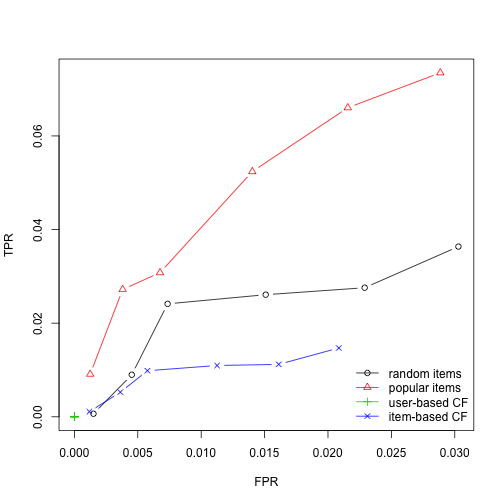 TPR
0.06
0.04
0.02
0.00
random items
popular items
user-based CF
item-based CF
0.000 0.005 0.010 0.015 0.020 0.025 0.030
FPR